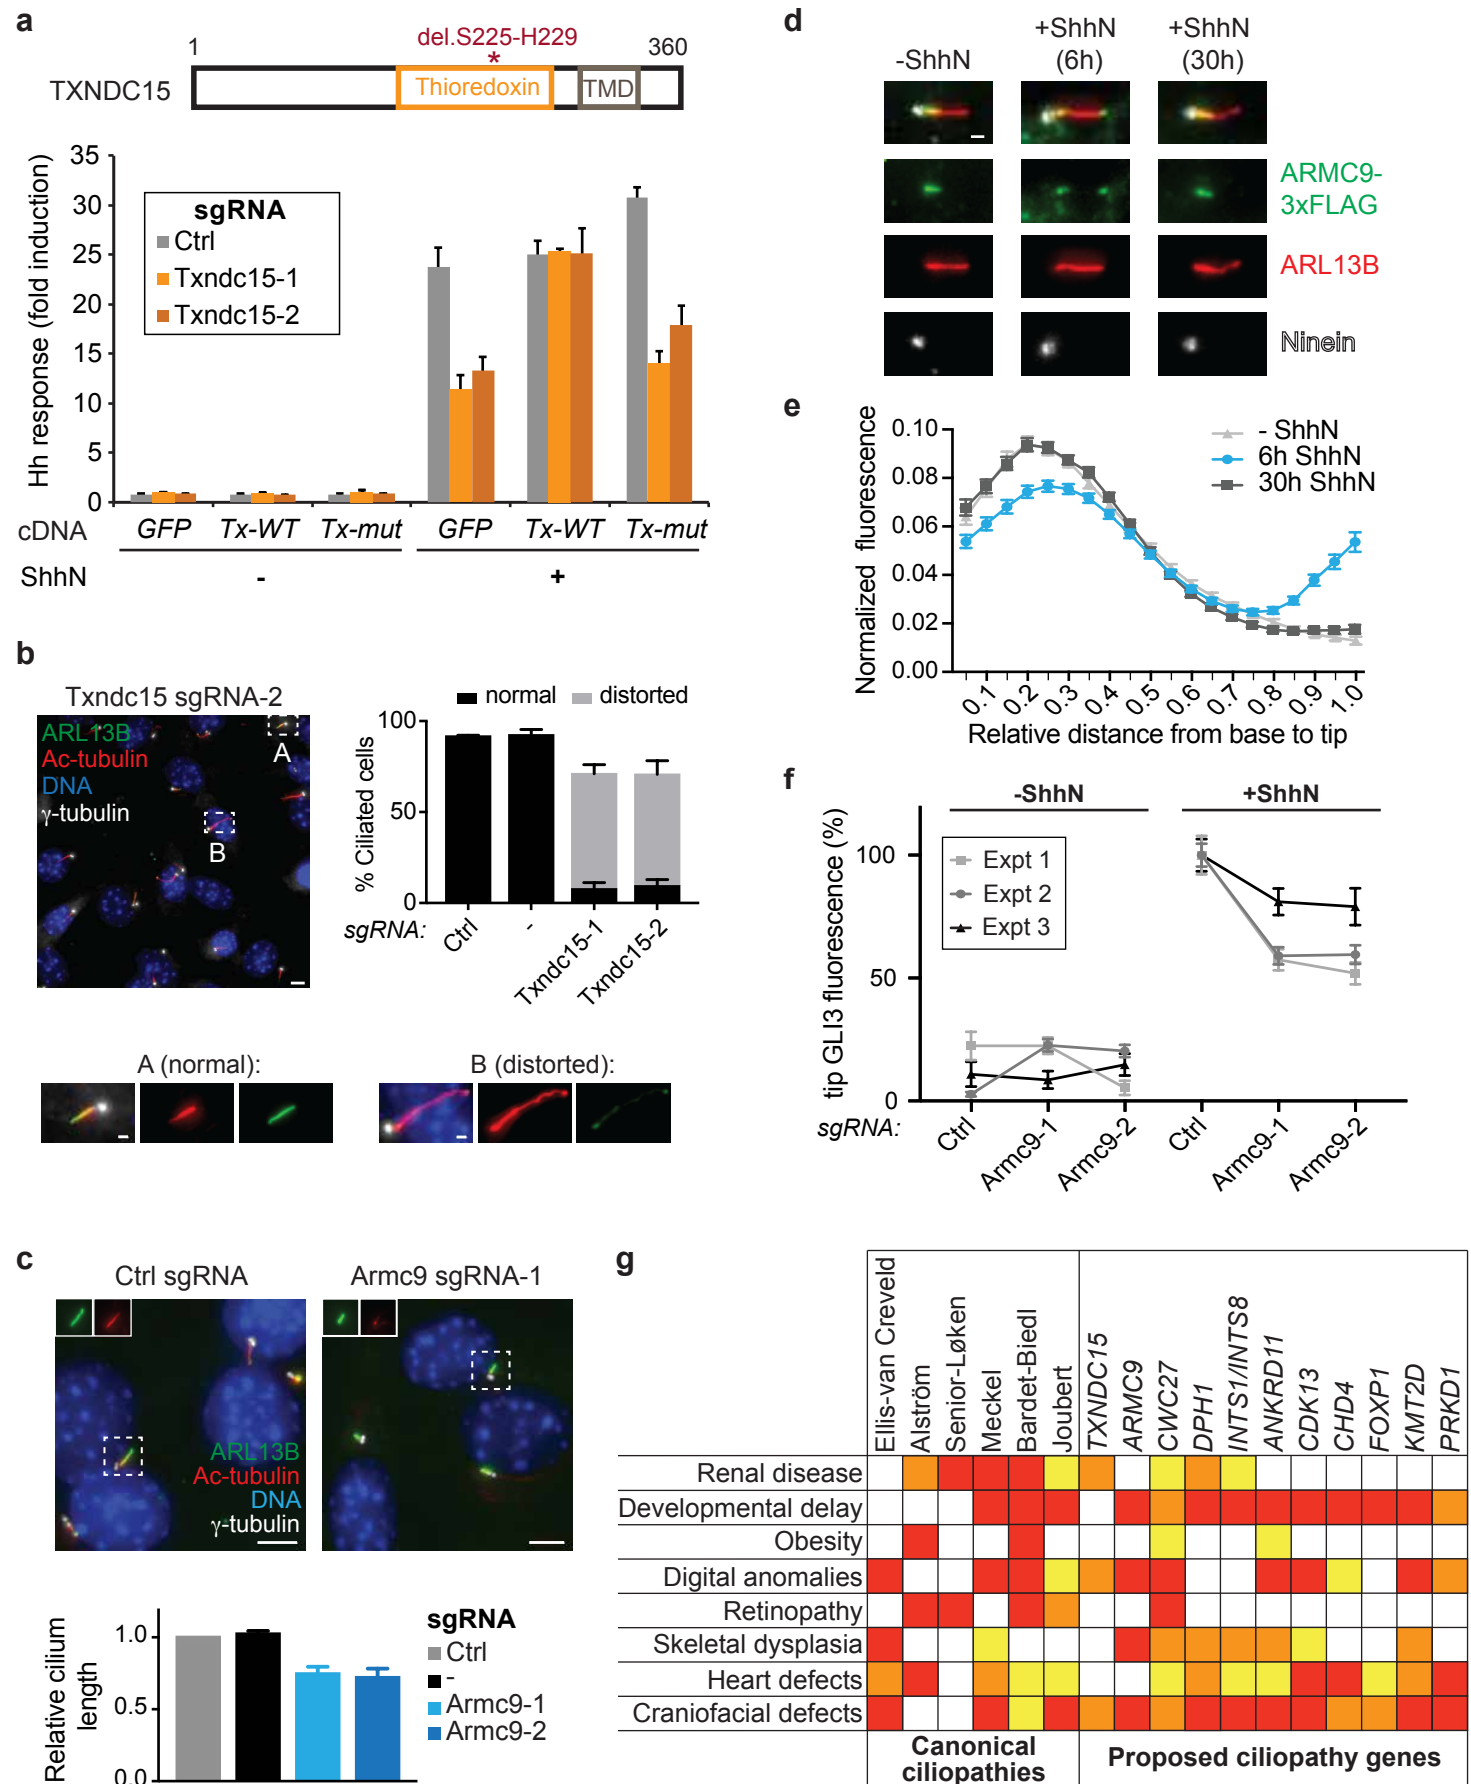 a
del.S225-H229
*
1
360
TXNDC15
Thioredoxin
TMD
Hh response (fold induction)
35
30
25
20
15
10
5
0
sgRNA
Ctrl
Txndc15-1
Txndc15-2
cDNA
GFP
Tx-WT
Tx-mut
GFP
Tx-WT
Tx-mut
ShhN
-
+
b
Txndc15 sgRNA-2
ARL13B
Ac-tubulin
DNA
γ-tubulin
A
B
normal
distorted
% Ciliated cells
100
50
0
sgRNA:
Ctrl
-
Txndc15-1
Txndc15-2
A (normal):
B (distorted):
c
Ctrl sgRNA
Armc9 sgRNA-1
ARL13B
Ac-tubulin
DNA
γ-tubulin
Relative cilium
length
1.0
0.5
0.0
sgRNA
Ctrl
-
Armc9-1
Armc9-2
d
-ShhN
+ShhN
(6h)
+ShhN
(30h)
ARMC9-
3xFLAG
ARL13B
Ninein
e
Normalized fluorescence
0.10
0.08
0.06
0.04
0.02
0.00
- ShhN
6h ShhN
30h ShhN
0.1
0.2
0.3
0.4
0.5
0.6
0.7
0.8
0.9
1.0
Relative distance from base to tip
f
-ShhN
+ShhN
tip GLI3 fluorescence (%)
100
50
0
Expt 1
Expt 2
Expt 3
sgRNA:
Ctrl
Armc9-1
Armc9-2
Ctrl
Armc9-1
Armc9-2
g
Ellis-van Creveld
Alström
Senior-Løken
Meckel
Bardet-Biedl
Joubert
TXNDC15
ARMC9
CWC27
DPH1
INTS1/INTS8
ANKRD11
CDK13
CHD4
FOXP1
KMT2D
PRKD1
Renal disease
Developmental delay
Obesity
Digital anomalies
Retinopathy
Skeletal dysplasia
Heart defects
Craniofacial defects
Canonical
ciliopathies
Proposed ciliopathy genes